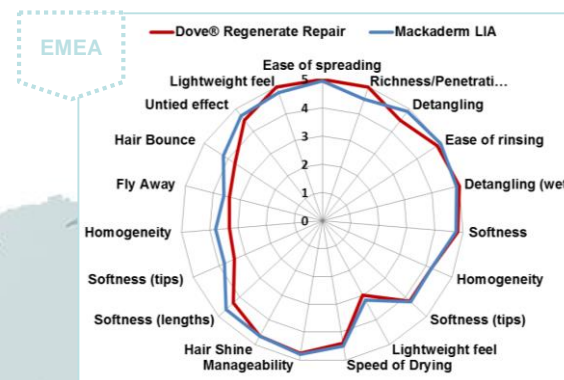 EMEA
Dove® Regenerate Repair
Mackaderm LIA
Ease of spreading
Richness/Penetrati...
Detangling
Ease of rinsing
Detangling (wet
Softness
Homogeneity
Softness (tips)
Lightweight feel
Speed of Drying
Manageability
Hair Shine
Softness (lengths)
Softness (tips)
Homogeneity
Fly Away
Hair Bounce
Untied effect
Lightweight feel
5
4
3
2
1
0